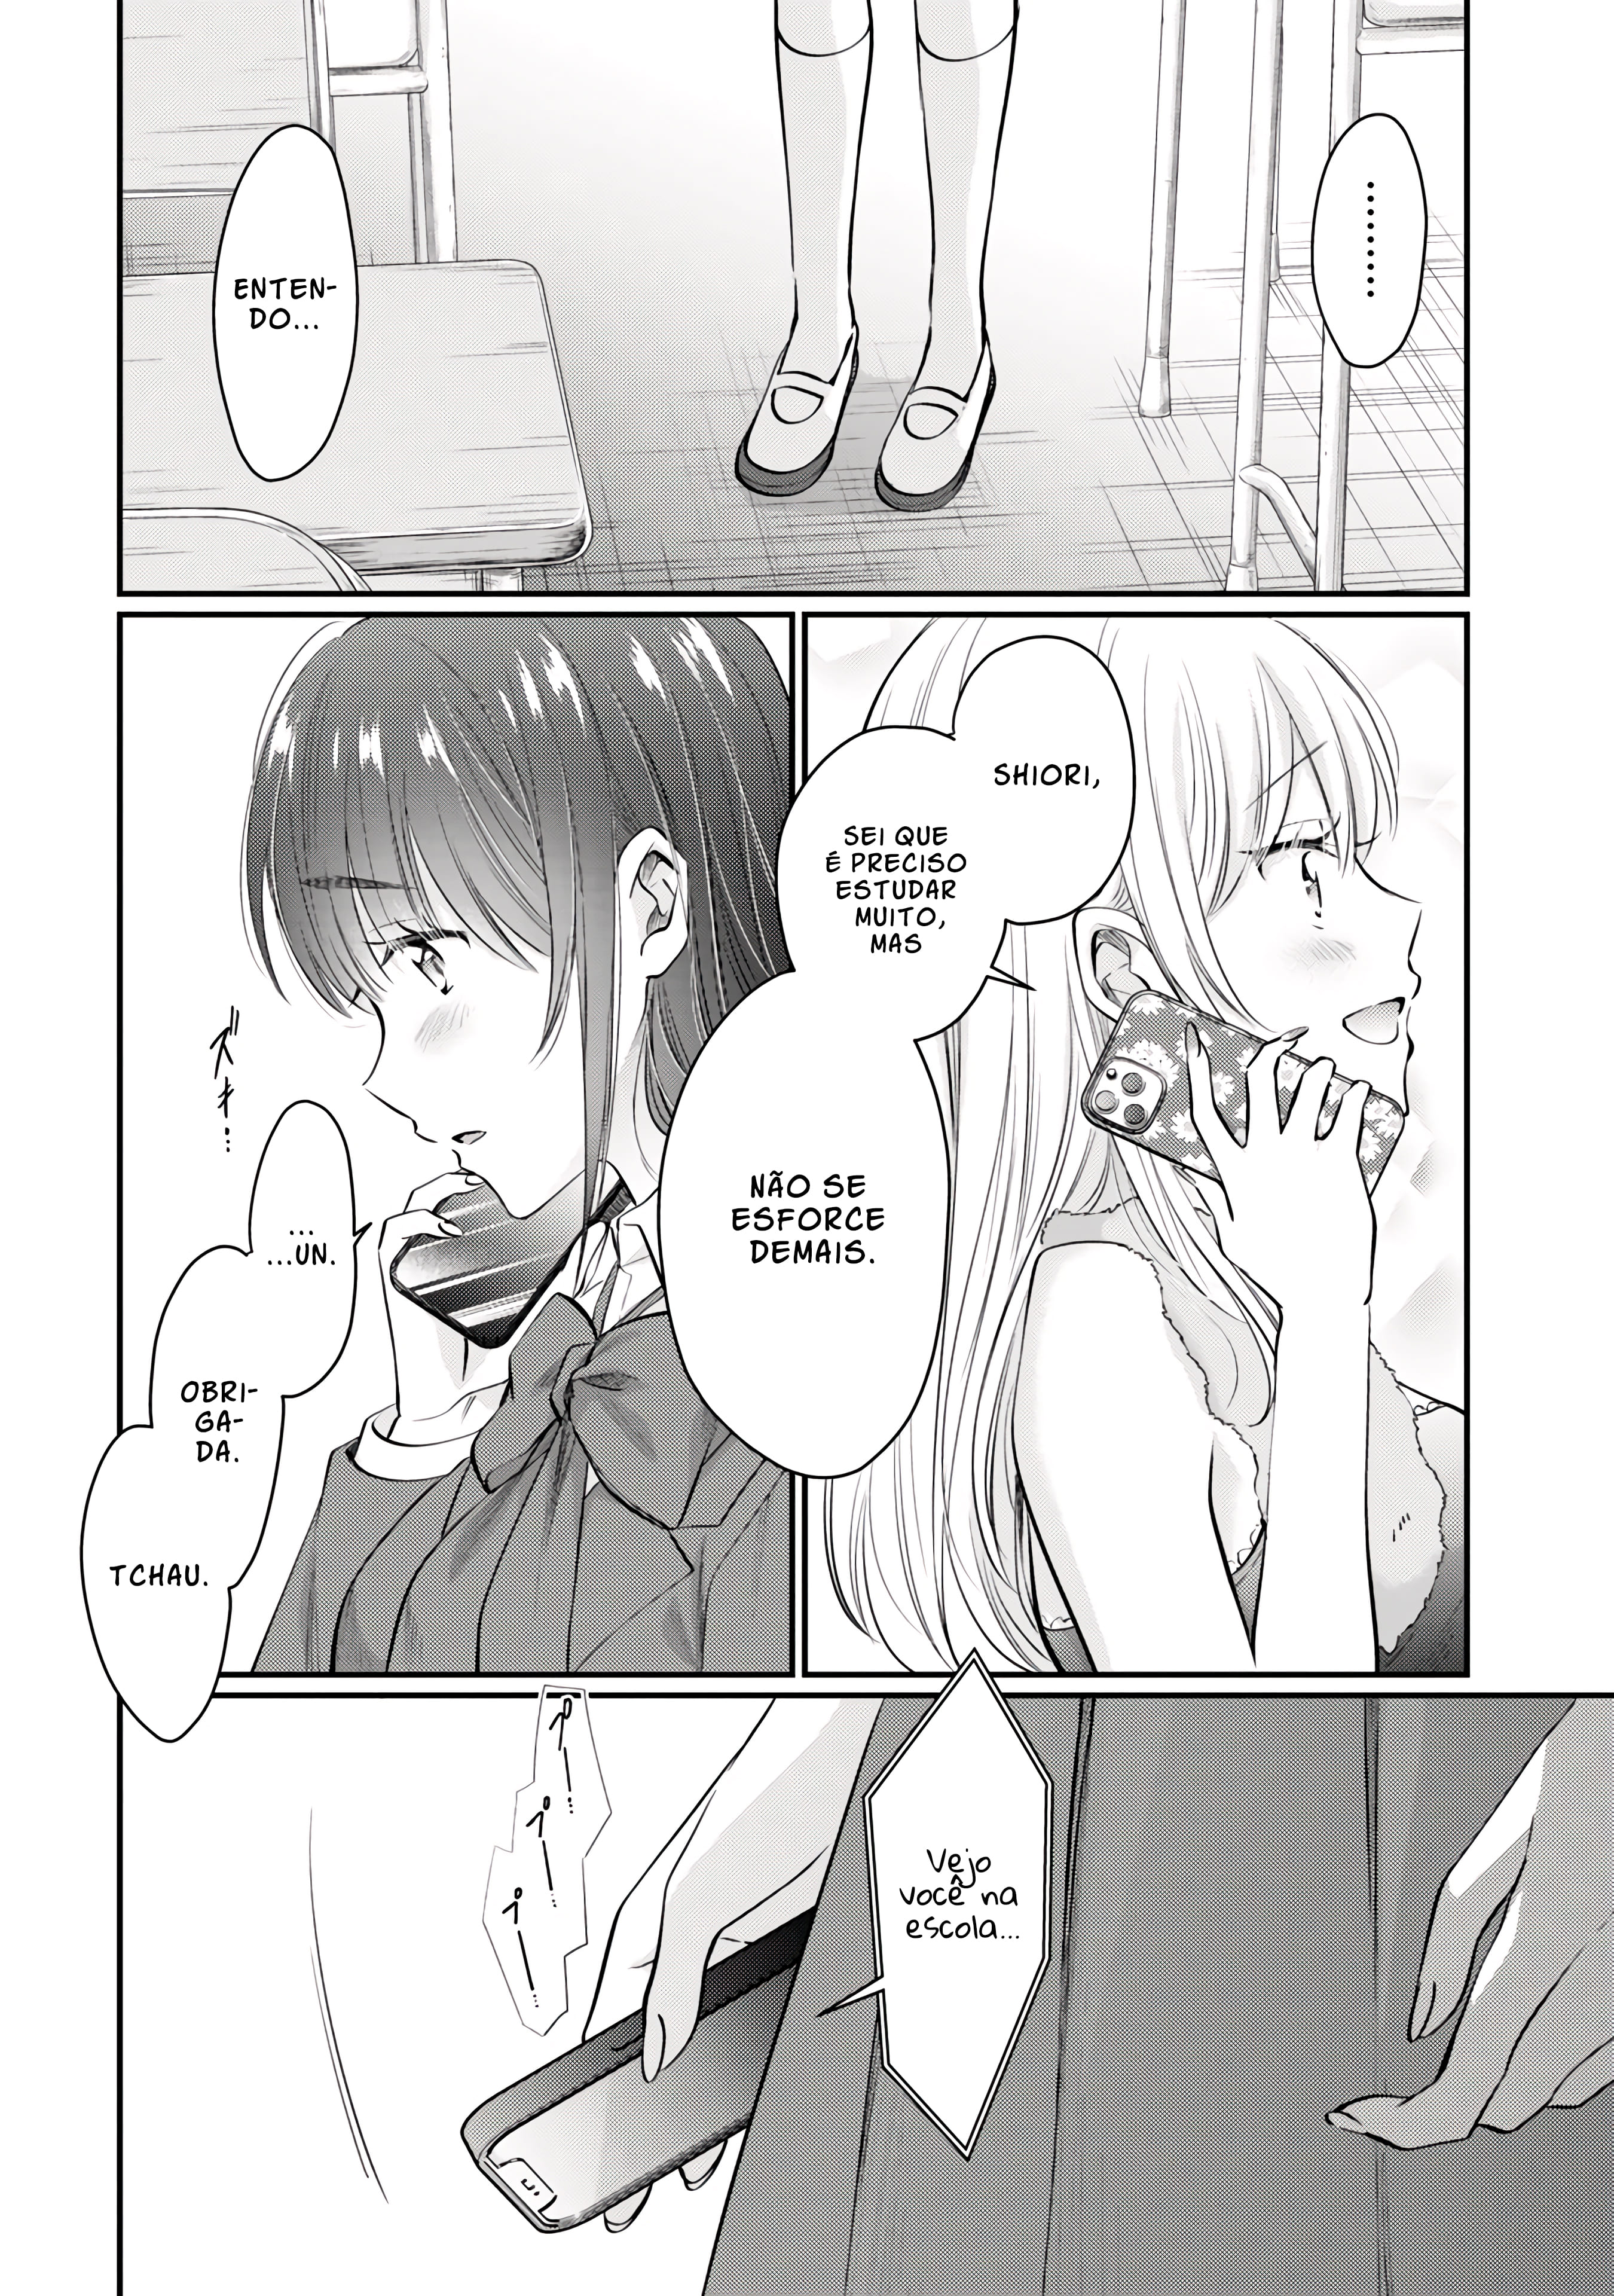 .........
ENTEN-
DO...
SHIORI,
SEI QUE
É PRECISO
ESTUDAR
MUITO,
MAS
NÃO SE
ESFORCE
DEMAIS.
ズキ…
...
...UN.
OBRI-
GA-
DA.
TCHAU.
Vejo
você na
escola...
プー…
プー…
プー…